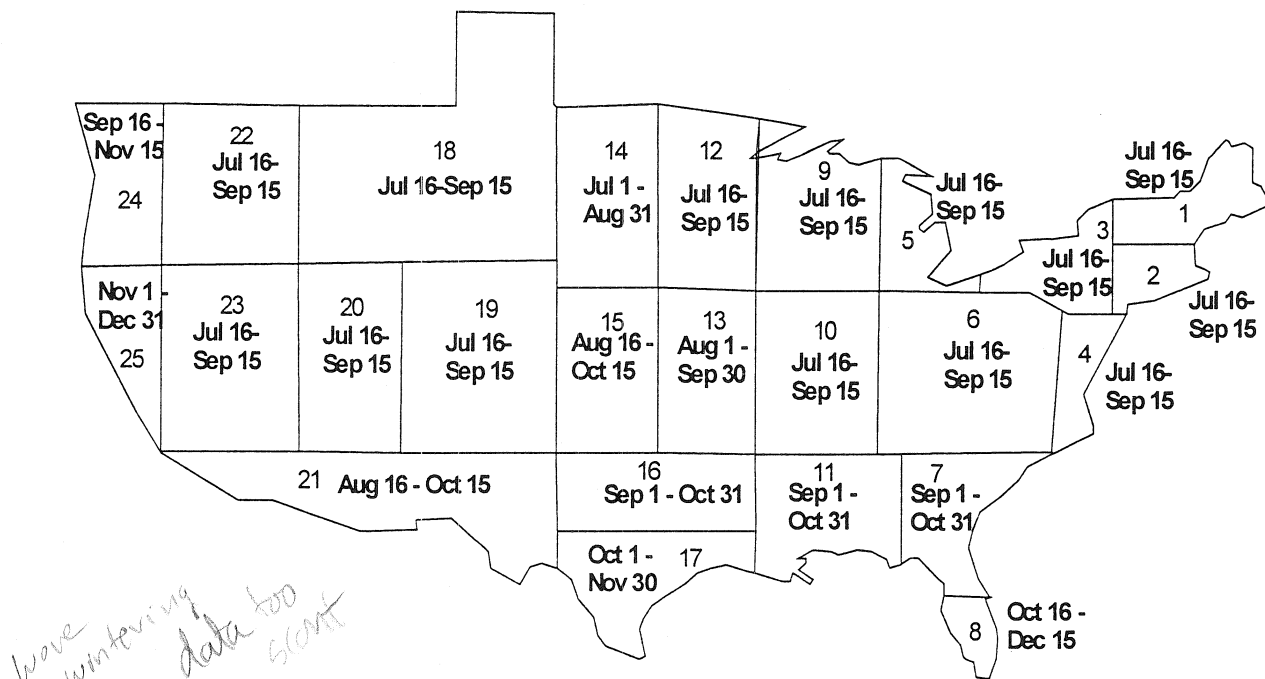 Sep 16 -
Nov 15
24
22
Jul 16-
Sep 15
18
Jul 16-Sep 15
14
Jul 1 -
Aug 31
12
Jul 16-
Sep 15
9
Jul 16-
Sep 15
5
Jul 16-
Sep 15
Jul 16-
Sep 15
1
3
Jul 16-
Sep 15
2
Jul 16-
Sep 15
Nov 1 -
Dec 31
25
23
Jul 16-
Sep 15
20
Jul 16-
Sep 15
19
Jul 16-
Sep 15
15
Aug 16 -
Oct 15
13
Aug 1 -
Sep 30
10
Jul 16-
Sep 15
6
Jul 16-
Sep 15
4
Jul 16-
Sep 15
21 Aug 16 - Oct 15
16
Sep 1 - Oct 31
11
Sep 1 -
Oct 31
7
Sep 1 -
Oct 31
Oct 1 -
Nov 30
17
8
Oct 16 -
Dec 15
wintering
data too